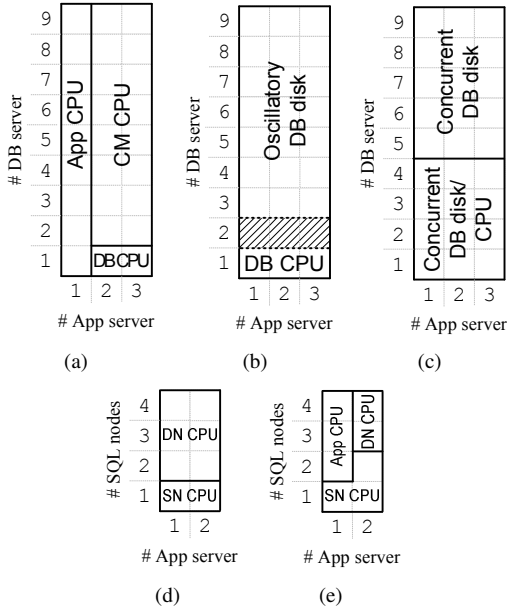 # DB server
9
8
7
6
5
4
3
2
1
App CPU
CM CPU
DB CPU
1 2 3
# App server
(a)
# DB server
9
8
7
6
5
4
3
2
1
Oscillatory
DB disk
DB CPU
1 2 3
# App server
(b)
# DB server
9
8
7
6
5
4
3
2
1
Concurrent
DB disk
Concurrent
DB disk/
CPU
1 2 3
# App server
(c)
# SQL nodes
4
3
2
1
DN CPU
SN CPU
1 2
# App server
(d)
# SQL nodes
4
3
2
1
App CPU
DN CPU
SN CPU
1 2
# App server
(e)